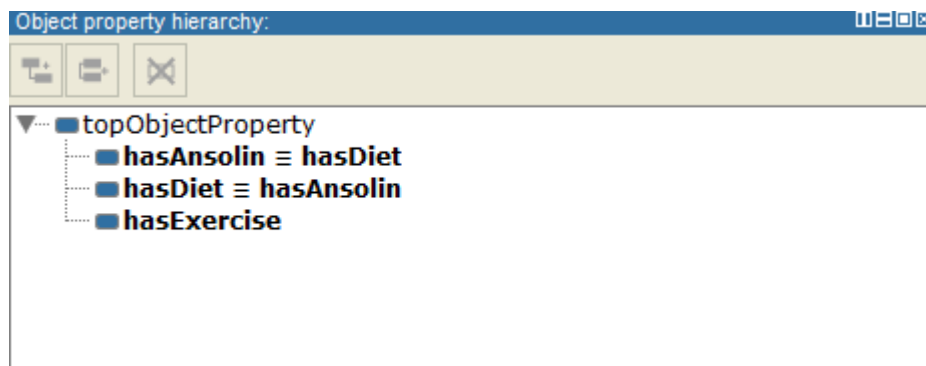 Object property hierarchy:
topObjectProperty
hasAnsolin ≡ hasDiet
hasDiet ≡ hasAnsolin
hasExercise